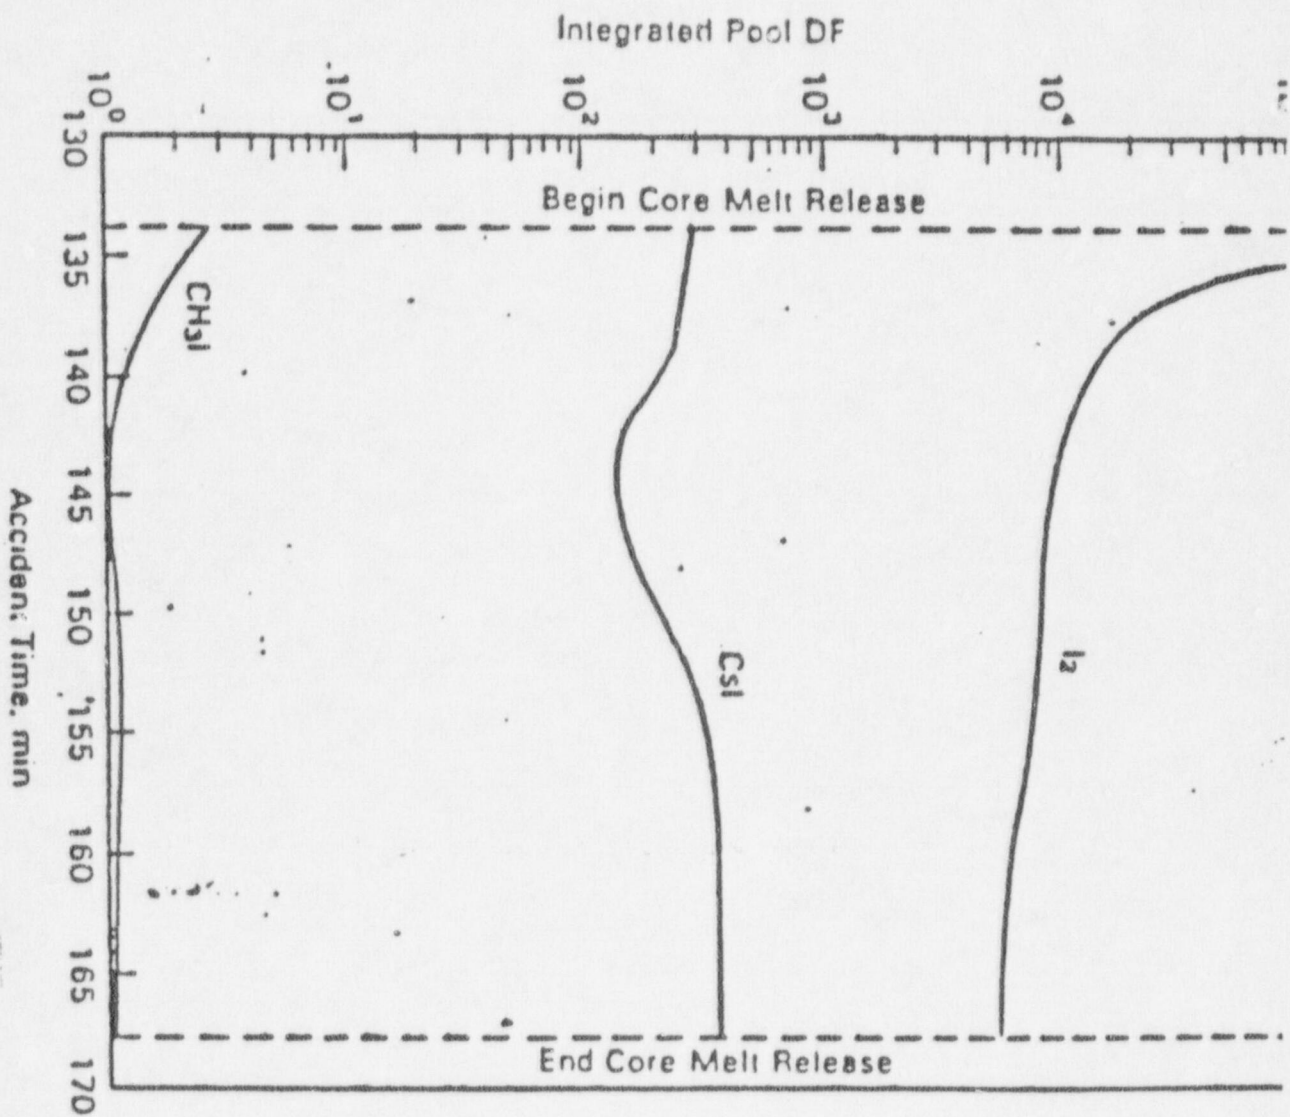 Integrated Pool DF
10⁰
10¹
10²
10³
10⁴
130
Begin Core Melt Release
135
CH₃I
140
145
150
I₂
CsI
155
160
165
End Core Melt Release
170
Accident Time, min